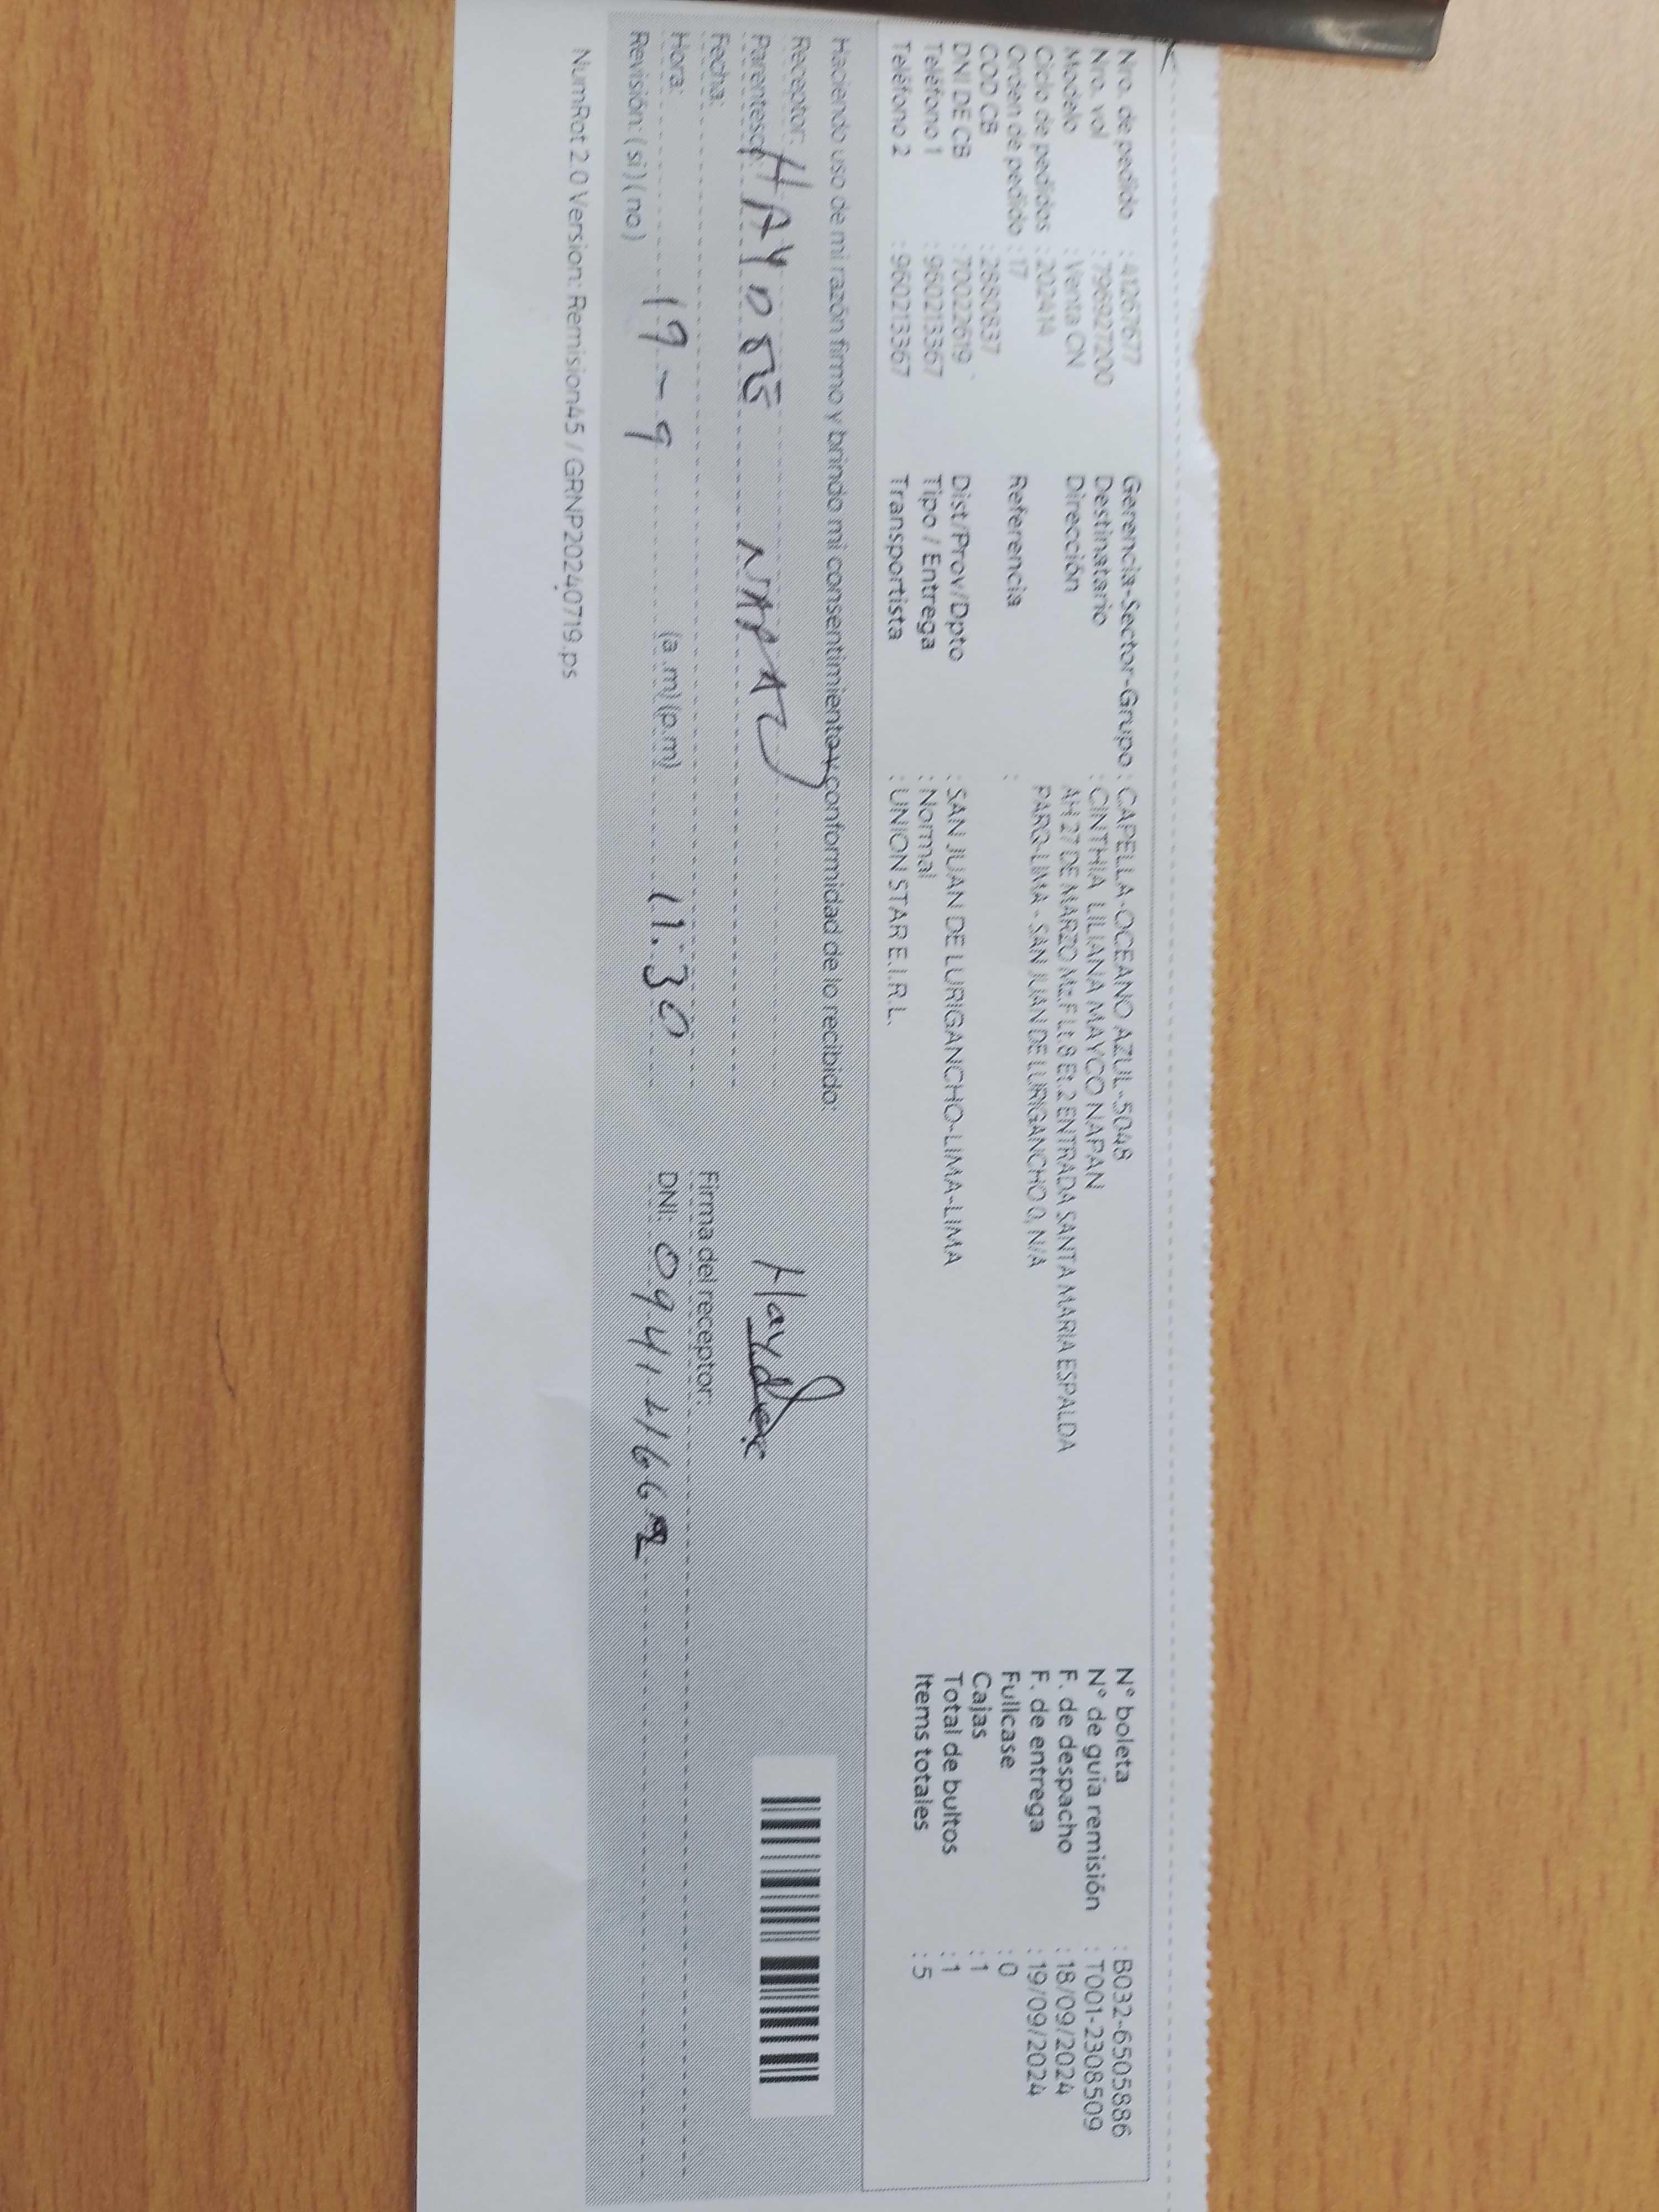 Nro. de pedido : 41267677
Nro. vol : 796927200
Modelo : Venta CN
Ciclo de pedidos : 202414
Orden de pedido : 17
COD CB : 2880837
DNI DE CB : 70022619
Teléfono 1 : 960213367
Teléfono 2 : 960213367
Gerencia-Sector-Grupo : CAPELLA-OCEANO AZUL-5048
Destinatario : CINTHIA LILIANA MAYCO NAPAN
Dirección AH 27 DE MARZO Mz.F Lt.8 Et.2 ENTRADA SANTA MARIA ESPALDA
PARQ-LIMA - SAN JUAN DE LURIGANCHO 0, N/A
Referencia :
Dist/Prov/Dpto : SAN JUAN DE LURIGANCHO-LIMA-LIMA
Tipo / Entrega : Normal
Transportista : UNION STAR E.I.R.L.
N° boleta : B032-6505886
N° de guía remisión : T001-2308509
F. de despacho : 18/09/2024
F. de entrega : 19/09/2024
Fullcase : 0
Cajas : 1
Total de bultos : 1
Items totales : 5
Haciendo uso de mi razón firmo y brindo mi consentimiento y conformidad de lo recibido:
Receptor:
Parentesco:
Fecha:
Hora: 19-9 (a.m) (p.m) 11.30
Revisión: ( si ) ( no )
Haydee
Firma del receptor:
DNI:
NumRot 2.0 Version: Remision45 / GRNP20240719.ps